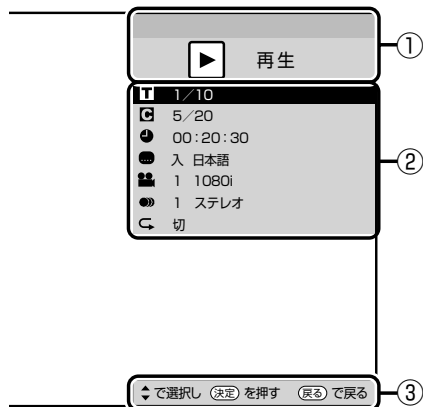 ▶ 再生 ①
T 1/10
C 5/20
00:20:30
入 日本語 ②
1 1080i
1 ステレオ
切
で選択し 決定 を押す 戻る で戻る ③